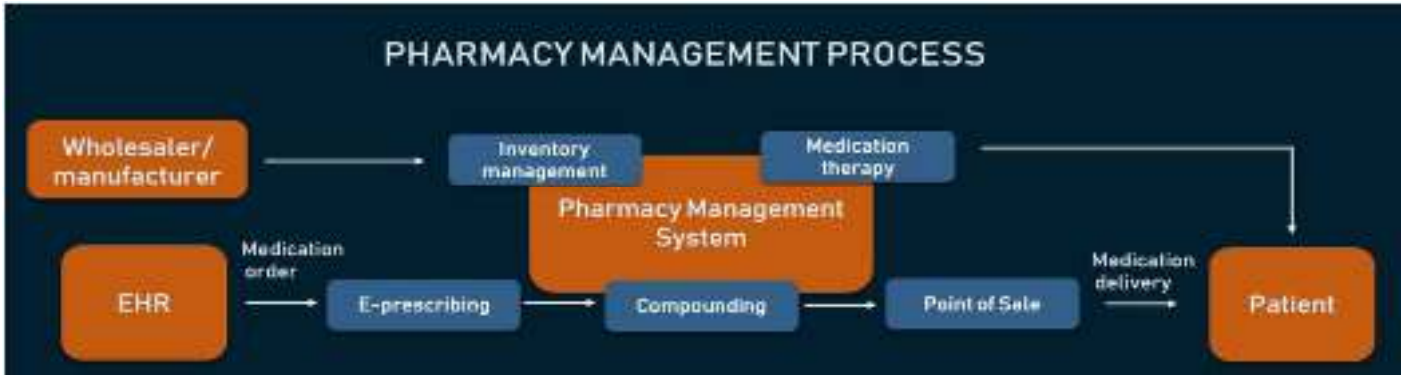 PHARMACY MANAGEMENT PROCESS
Wholesaler/
manufacturer
Inventory
management
Medication
therapy
Pharmacy Management
System
EHR
Medication
order
E-prescribing
Compounding
Point of Sale
Medication
delivery
Patient